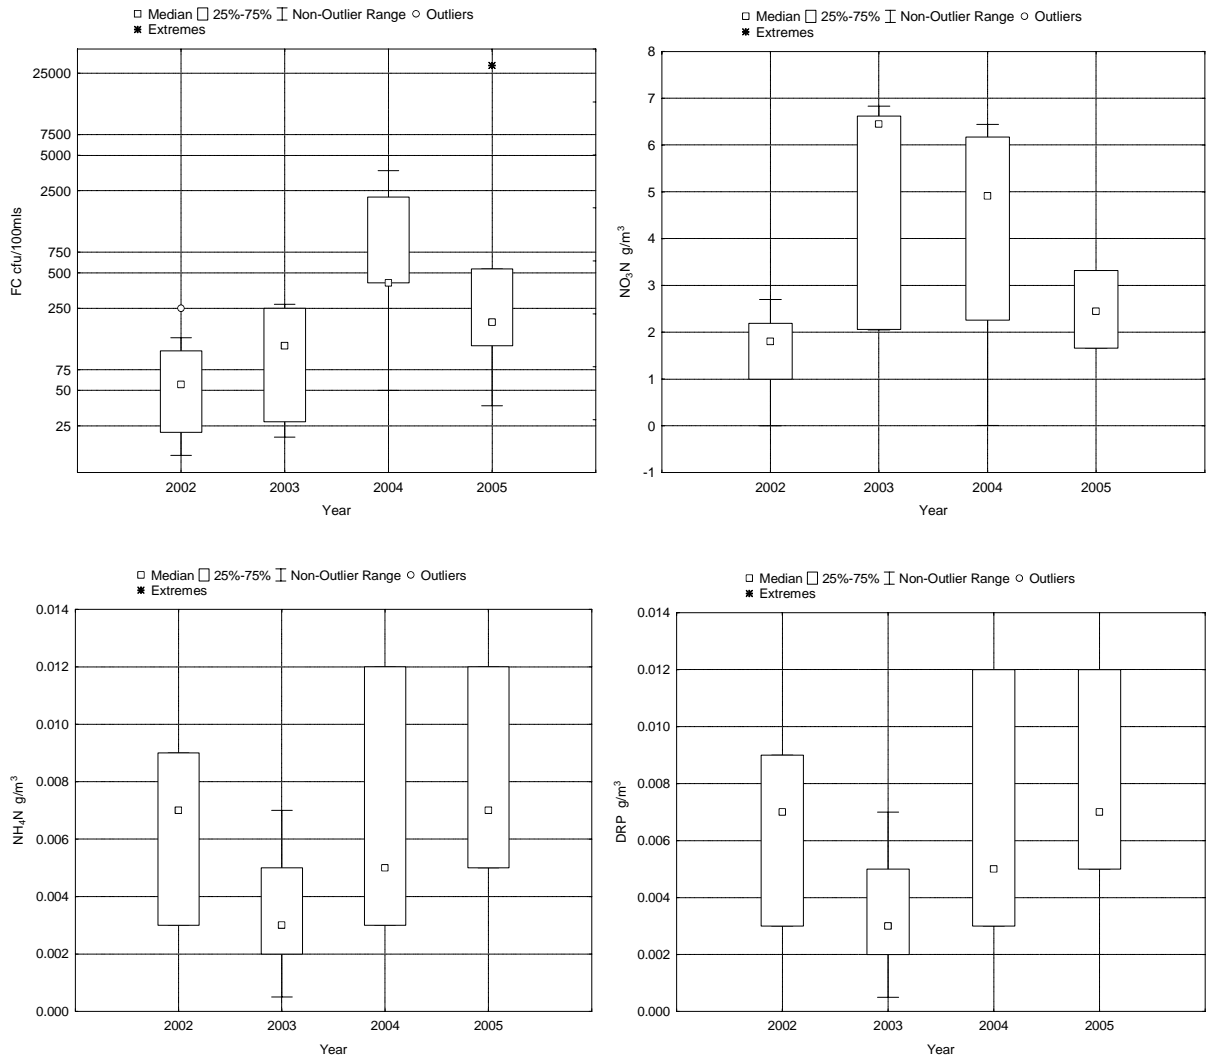 Median 25%-75% Non-Outlier Range Outliers
Extremes
25000
7500
5000
2500
750
500
250
75
50
25
FC cfu/100mls
2002 2003 2004 2005
Year
Median 25%-75% Non-Outlier Range Outliers
Extremes
8
7
6
5
4
3
2
1
0
-1
NO₃N g/m³
2002 2003 2004 2005
Year
Median 25%-75% Non-Outlier Range Outliers
Extremes
0.014
0.012
0.010
0.008
0.006
0.004
0.002
0.000
NH₄N g/m³
2002 2003 2004 2005
Year
Median 25%-75% Non-Outlier Range Outliers
Extremes
0.014
0.012
0.010
0.008
0.006
0.004
0.002
0.000
DRP g/m³
2002 2003 2004 2005
Year